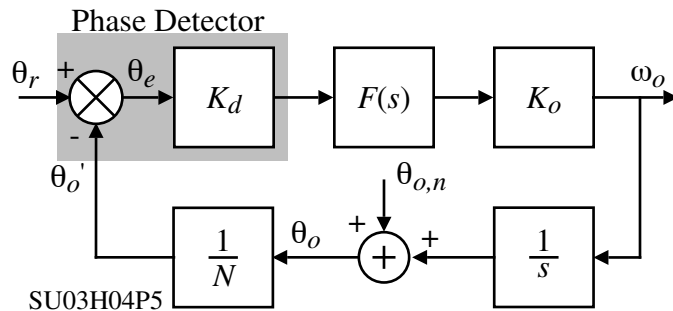 Phase Detector
θr
+
θe
Kd
F(s)
Ko
ωo
-
θo'
θo,n
+
+
+
θo
1
N
1
s
SU03H04P5